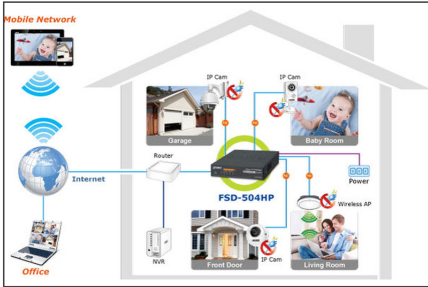 Mobile Network
IP Cam
IP Cam
Garage
Baby Room
Router
Internet
FSD-504HP
Power
Wireless AP
NVR
Front Door
IP Cam
Living Room
Office